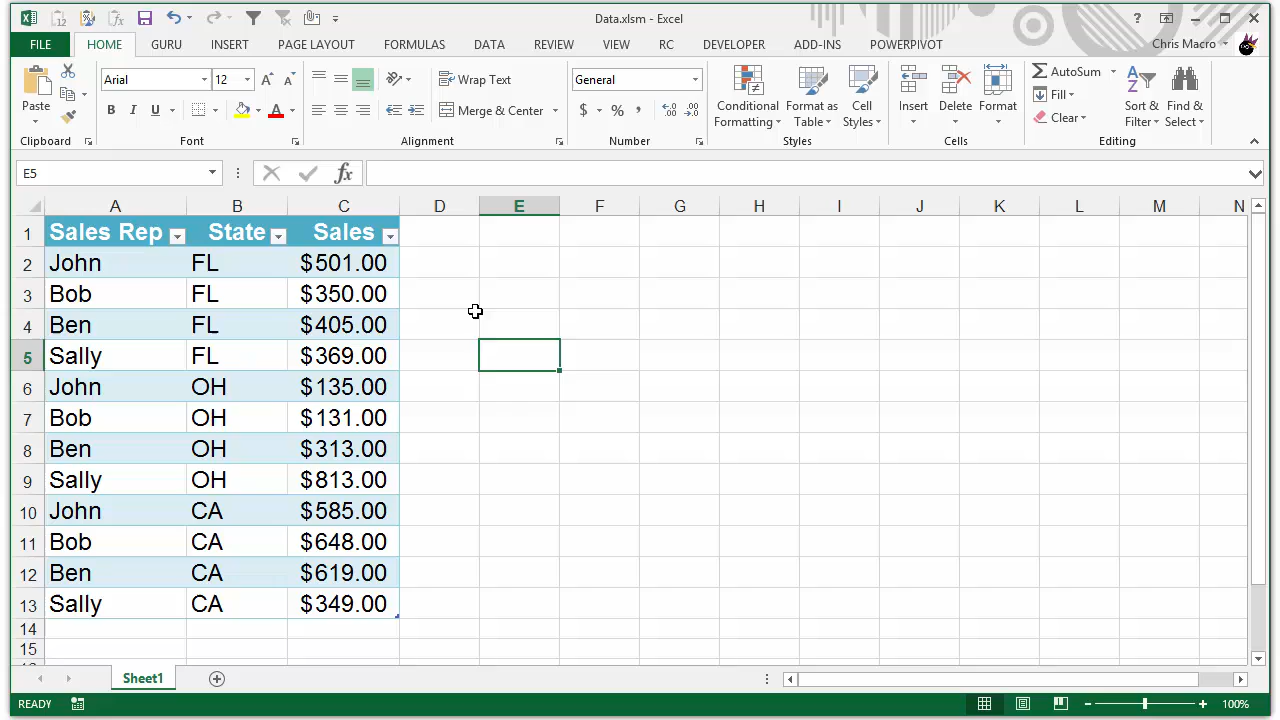 Data.xlsm - Excel
?
FILE HOME GURU INSERT PAGE LAYOUT FORMULAS DATA REVIEW VIEW RC DEVELOPER ADD-INS POWERPIVOT Chris Macro
Arial 12 Wrap Text General AutoSum
Fill
Paste B I U Merge & Center $ % , Conditional Format as Cell Insert Delete Format Clear Sort & Find &
Formatting Table Styles Filter Select
Clipboard Font Alignment Number Styles Cells Editing
E5 fx
A B C D E F G H I J K L M N
1 Sales Rep State Sales
2 John FL $501.00
3 Bob FL $350.00
4 Ben FL $405.00
5 Sally FL $369.00
6 John OH $135.00
7 Bob OH $131.00
8 Ben OH $313.00
9 Sally OH $813.00
10 John CA $585.00
11 Bob CA $648.00
12 Ben CA $619.00
13 Sally CA $349.00
14
15
Sheet1
READY 100%